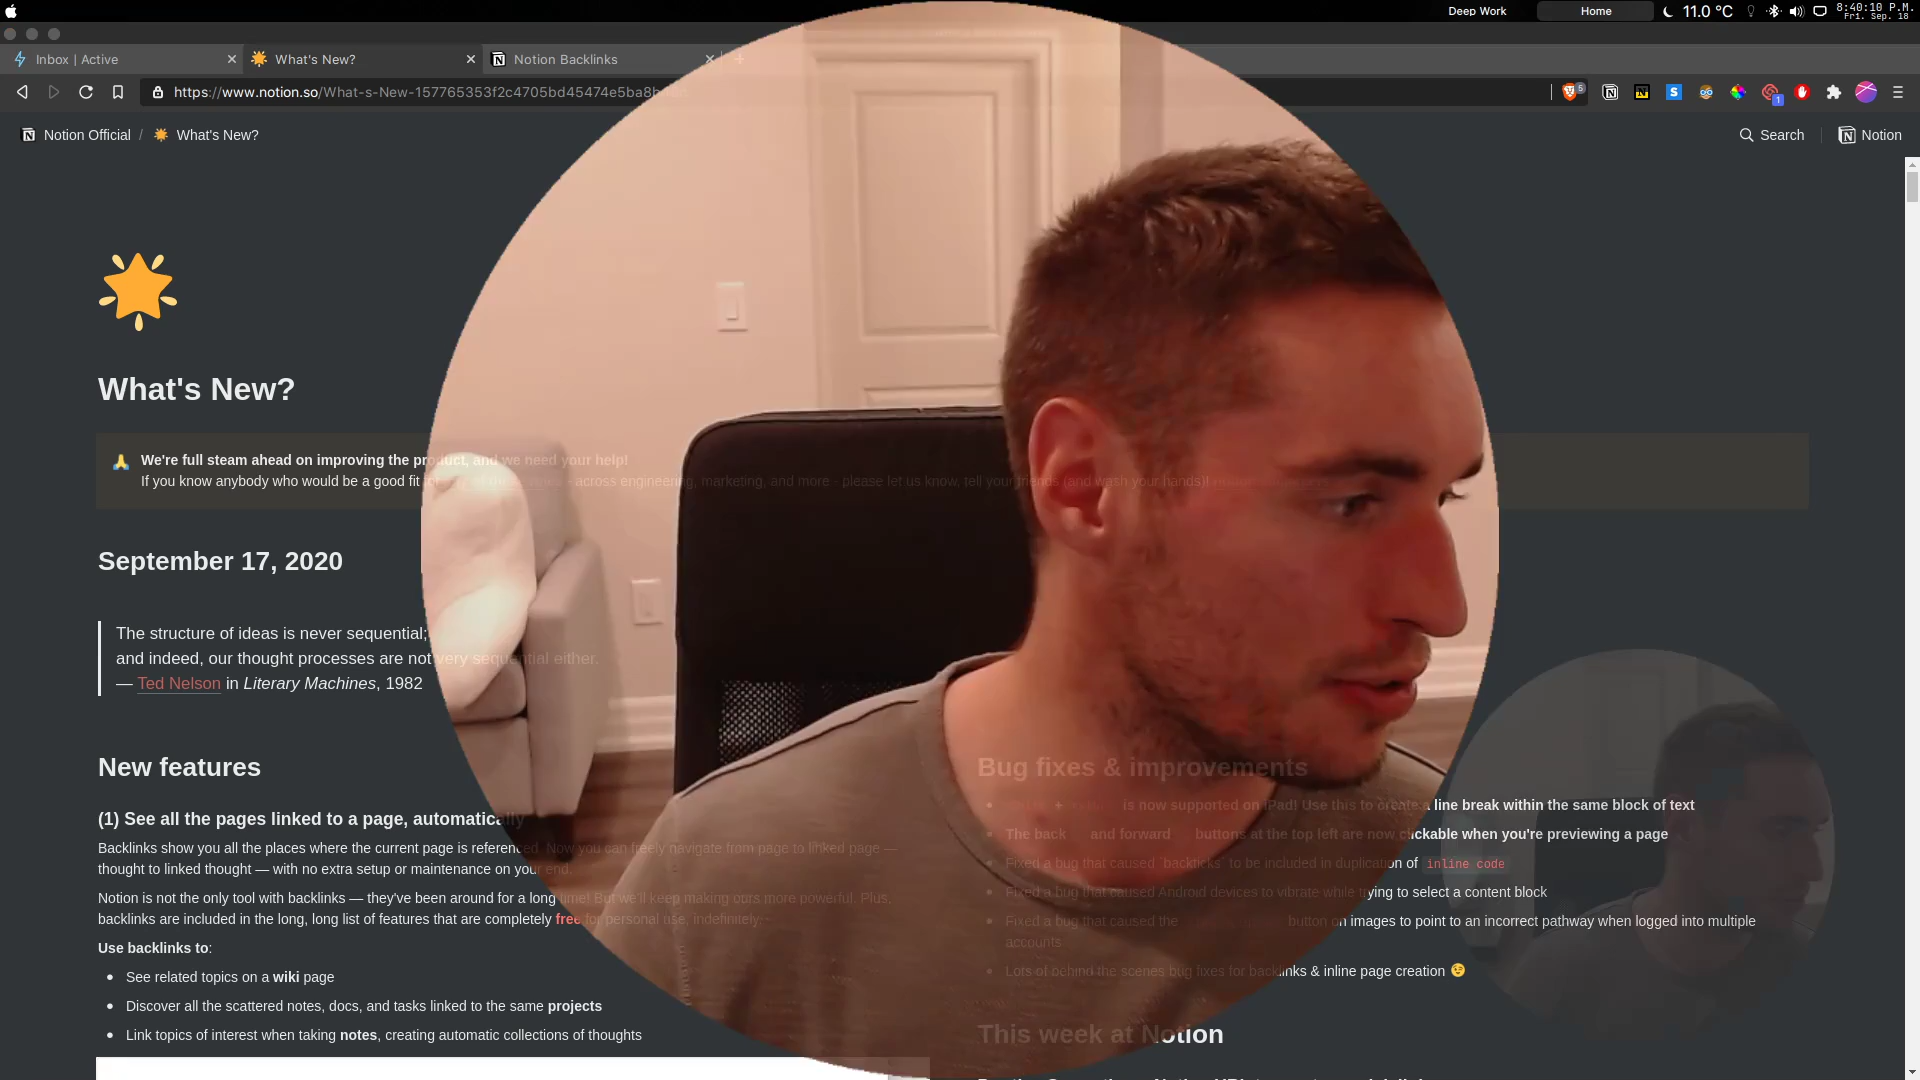 Deep Work
Home
11.0 °C
8:40:10 P.M.
Fri. Sep. 18
Inbox | Active
What's New?
Notion Backlinks
https://www.notion.so/What-s-New-157765353f2c4705bd45474e5ba8b
5
1
Notion Official / What's New?
Search
Notion
What's New?
We're full steam ahead on improving the product, and we need your help!
If you know anybody who would be a good fit for - across engineering, marketing, and more - please let us know, tell your friends (and wash your hands)!
September 17, 2020
The structure of ideas is never sequential;
and indeed, our thought processes are not very sequential either.
— Ted Nelson in Literary Machines, 1982
New features
(1) See all the pages linked to a page, automatically
Backlinks show you all the places where the current page is referenced. Now you can freely navigate from page to linked page —
thought to linked thought — with no extra setup or maintenance on your end.
Notion is not the only tool with backlinks — they've been around for a long time! But we'll keep making ours more powerful. Plus,
backlinks are included in the long, long list of features that are completely free for personal use, indefinitely.
Use backlinks to:
• See related topics on a wiki page
• Discover all the scattered notes, docs, and tasks linked to the same projects
• Link topics of interest when taking notes, creating automatic collections of thoughts
Bug fixes & improvements
• + is now supported on iPad! Use this to create a line break within the same block of text
• The back and forward buttons at the top left are now clickable when you're previewing a page
• Fixed a bug that caused `backticks` to be included in duplication of inline code
• Fixed a bug that caused Android devices to vibrate while trying to select a content block
• Fixed a bug that caused the button on images to point to an incorrect pathway when logged into multiple
accounts
• Lots of behind the scenes bug fixes for backlinks & inline page creation
This week at Notion